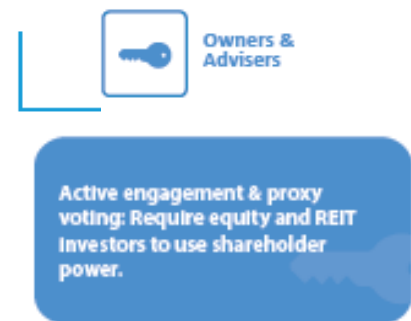 Owners &
Advisers
Active engagement & proxy
voting: Require equity and REIT
investors to use shareholder
power.